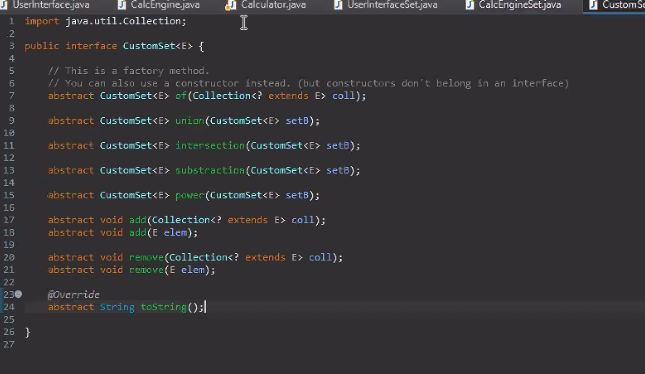 UserInterface.java CalcEngine.java Calculator.java UserInterfaceSet.java CalcEngineSet.java CustomSe
1 import java.util.Collection;
2
3 public interface CustomSet<E> {
4
5 // This is a factory method.
6 // You can also use a constructor instead. (but constructors don't belong in an interface)
7 abstract CustomSet<E> of(Collection<? extends E> coll);
8
9 abstract CustomSet<E> union(CustomSet<E> setB);
10
11 abstract CustomSet<E> intersection(CustomSet<E> setB);
12
13 abstract CustomSet<E> substraction(CustomSet<E> setB);
14
15 abstract CustomSet<E> power(CustomSet<E> setB);
16
17 abstract void add(Collection<? extends E> coll);
18 abstract void add(E elem);
19
20 abstract void remove(Collection<? extends E> coll);
21 abstract void remove(E elem);
22
23 @Override
24 abstract String toString();
25
26 }
27